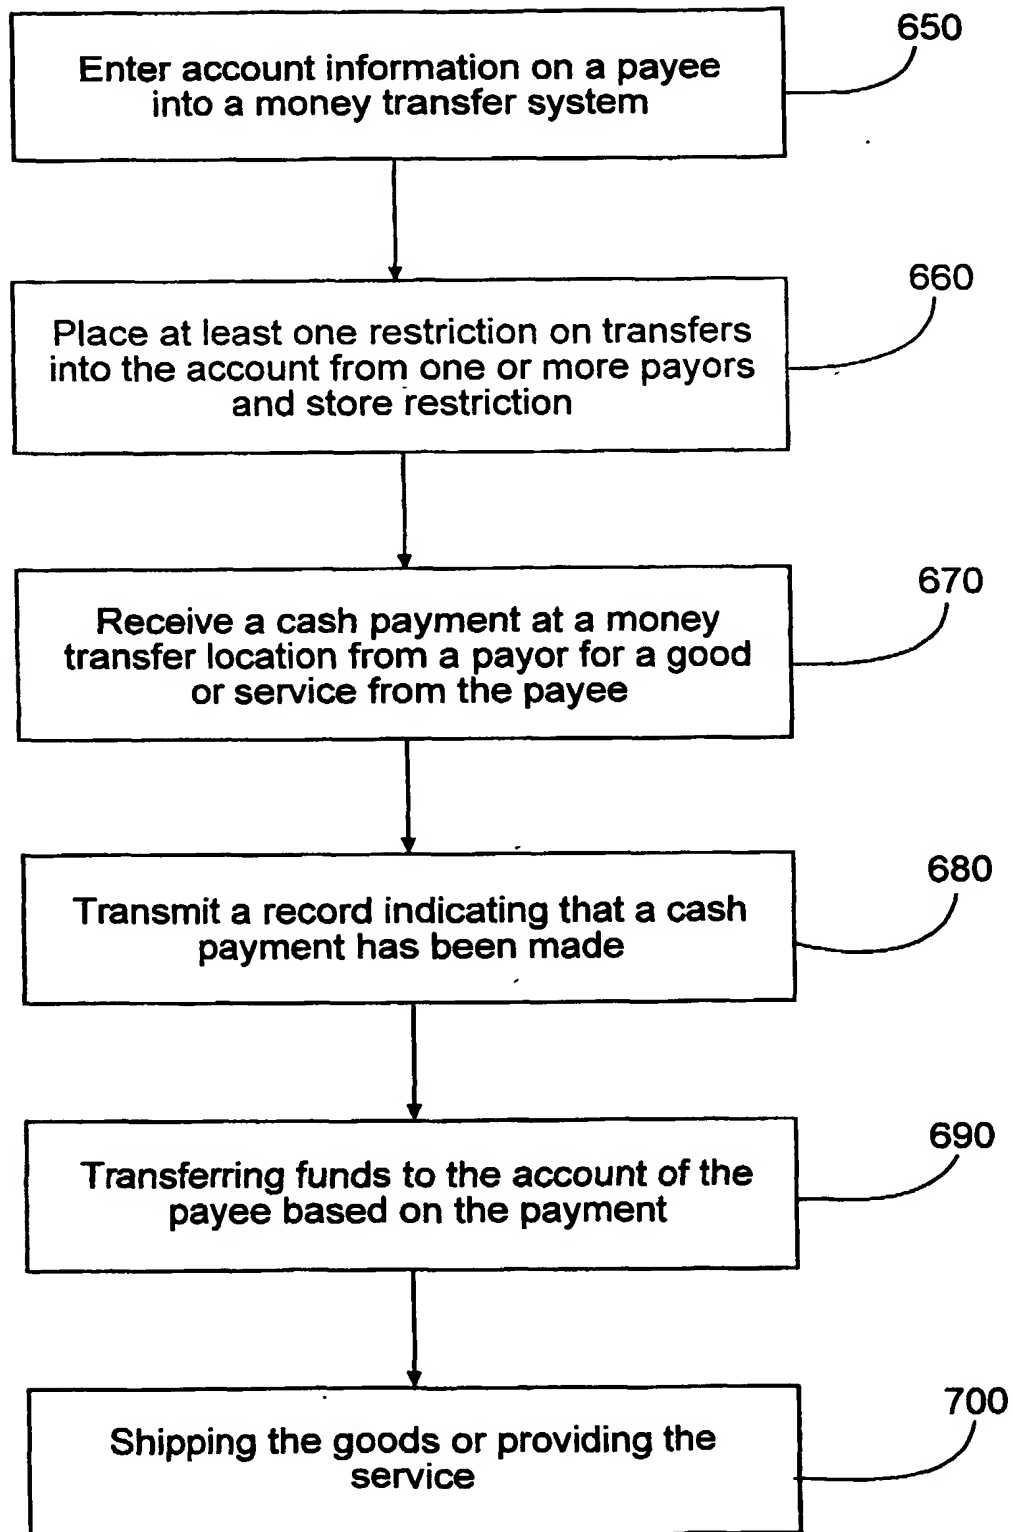 650
Enter account information on a payee
into a money transfer system
660
Place at least one restriction on transfers
into the account from one or more payors
and store restriction
670
Receive a cash payment at a money
transfer location from a payor for a good
or service from the payee
680
Transmit a record indicating that a cash
payment has been made
690
Transferring funds to the account of the
payee based on the payment
700
Shipping the goods or providing the
service